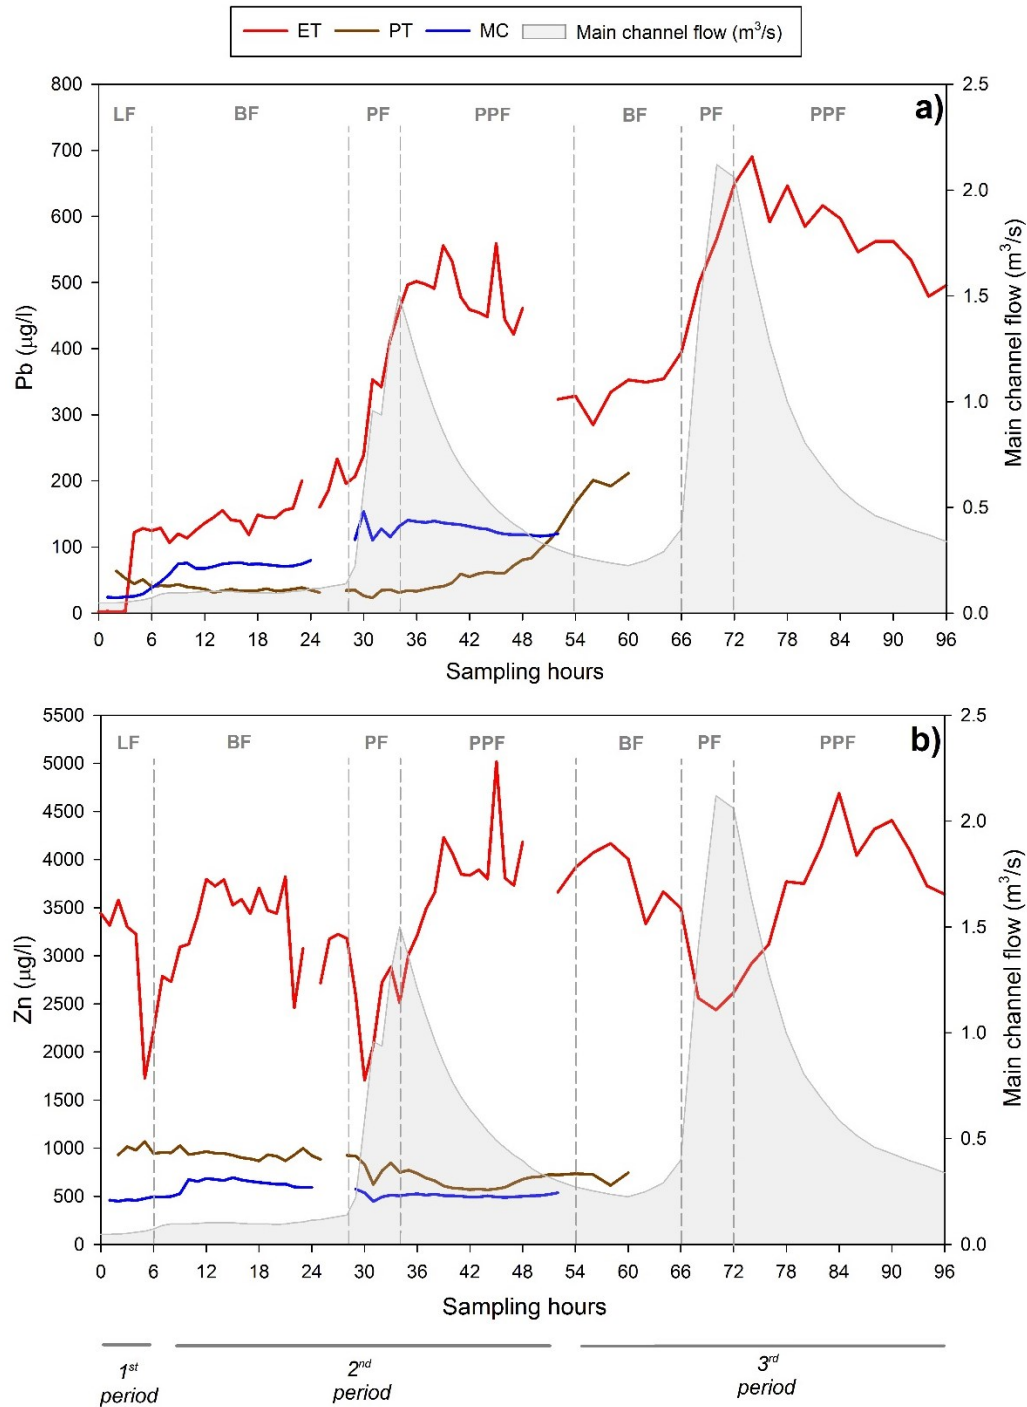 ET PT MC Main channel flow (m³/s)
a)
LF BF PF PPF BF PF PPF
800
700
600
500
400
300
200
100
0
Pb (µg/l)
2.5
2.0
1.5
1.0
0.5
0.0
Main channel flow (m³/s)
0 6 12 18 24 30 36 42 48 54 60 66 72 78 84 90 96
Sampling hours
b)
LF BF PF PPF BF PF PPF
5500
5000
4500
4000
3500
3000
2500
2000
1500
1000
500
0
Zn (µg/l)
2.5
2.0
1.5
1.0
0.5
0.0
Main channel flow (m³/s)
0 6 12 18 24 30 36 42 48 54 60 66 72 78 84 90 96
Sampling hours
1st period
2nd period
3rd period